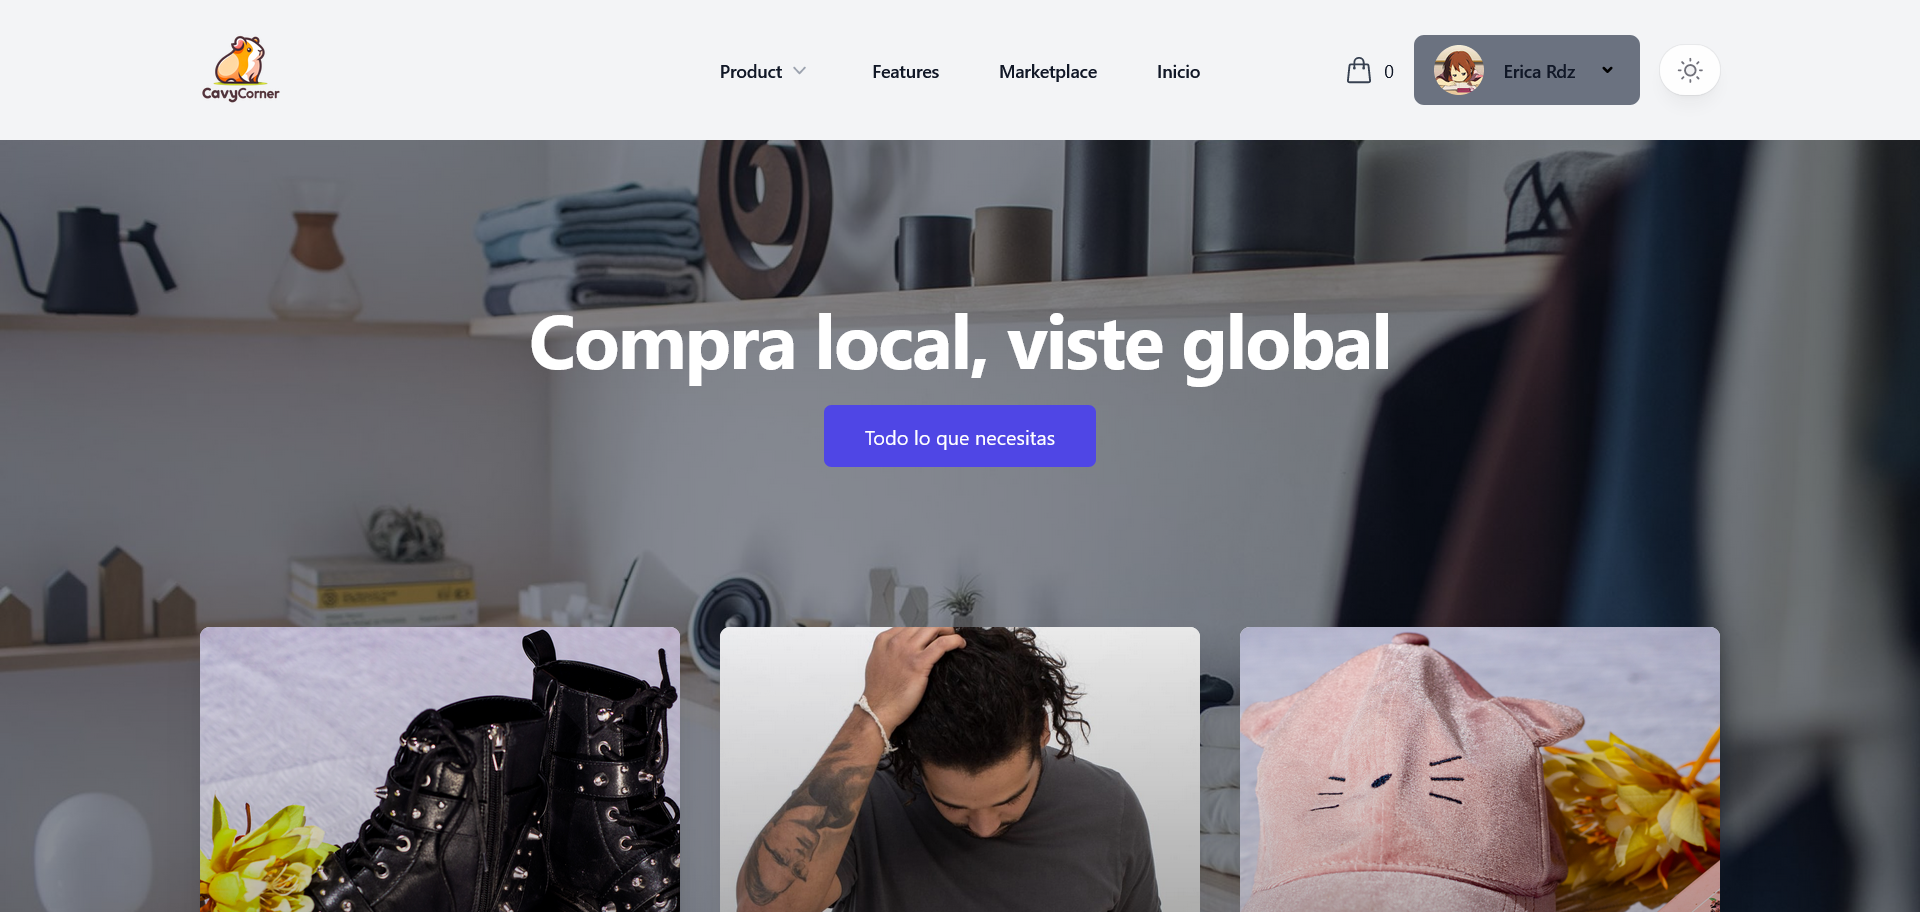 CavyCorner
Product
Features
Marketplace
Inicio
0
Erica Rdz
Compra local, viste global
Todo lo que necesitas